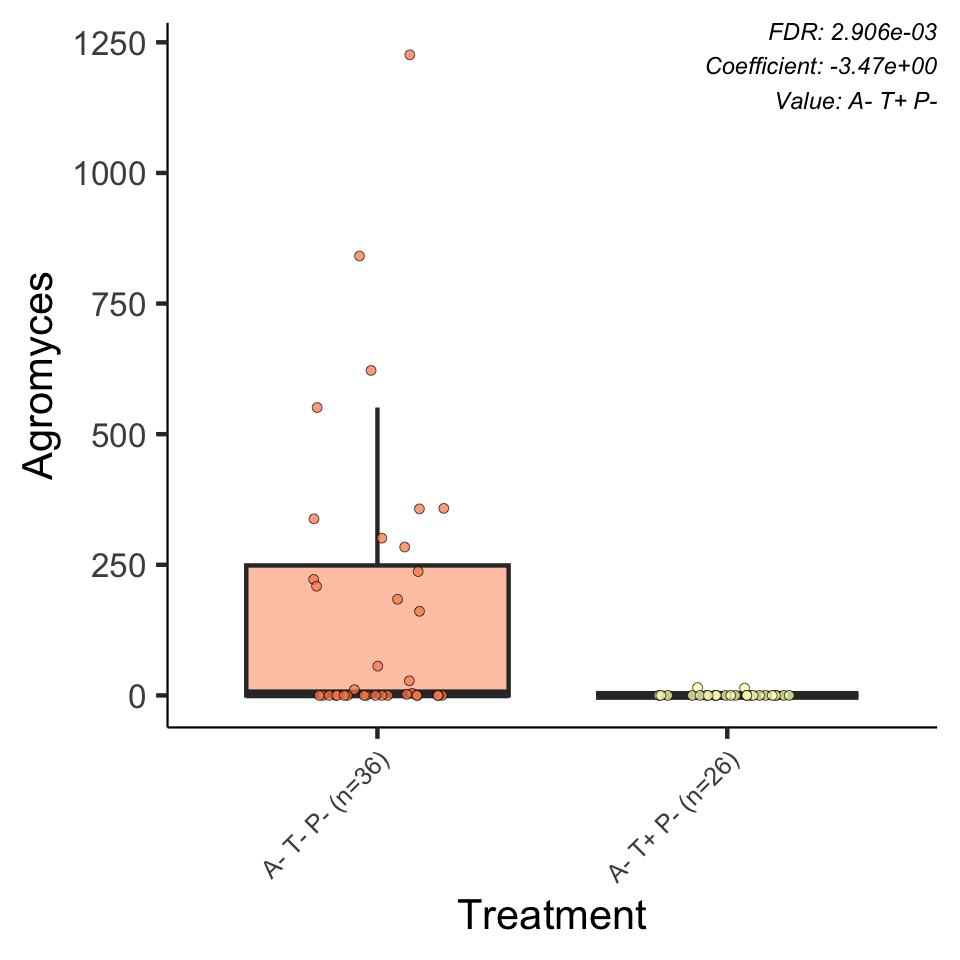 FDR: 2.906e-03
Coefficient: -3.47e+00
Value: A- T+ P-
1250
1000
750
500
250
0
Agromyces
A- T- P- (n=36)
A- T+ P- (n=26)
Treatment